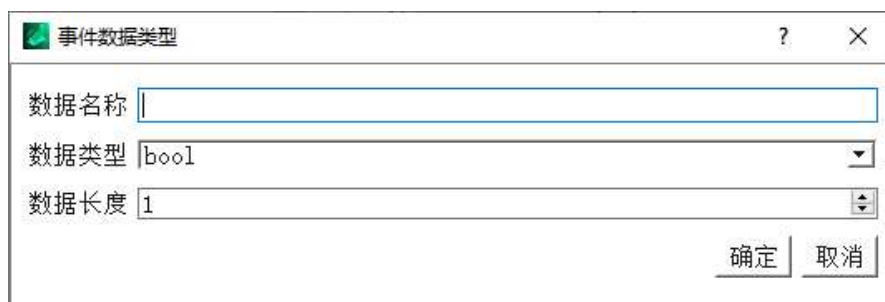 事件数据类型 ?
数据名称
数据类型 bool
数据长度 1
确定 取消